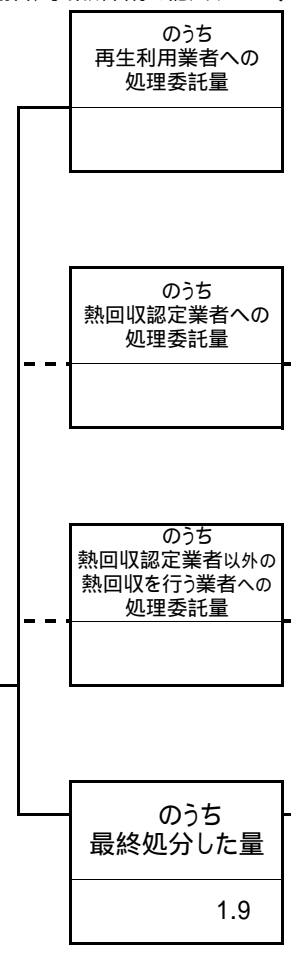 のうち
再生利用業者への
処理委託量
のうち
熱回収認定業者への
処理委託量
のうち
熱回収認定業者以外の
熱回収を行う業者への
処理委託量
のうち
最終処分した量
1.9